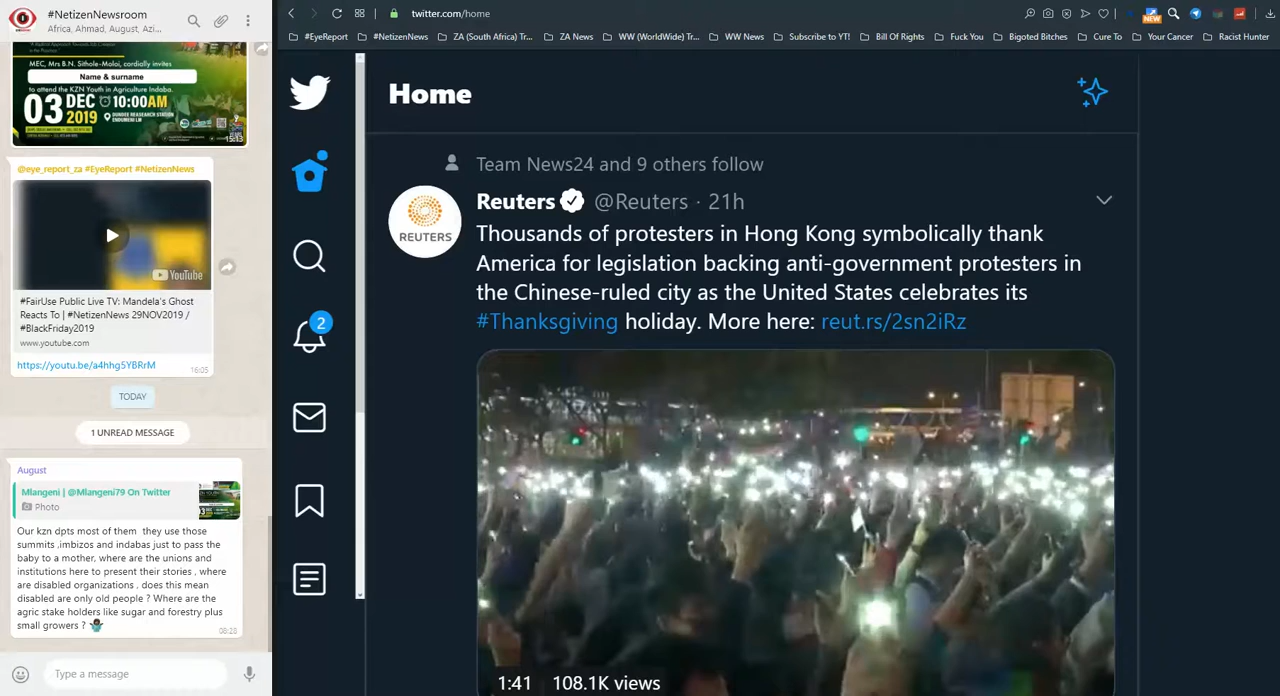 #NetizenNewsroom
Africa, Ahmad, August, Azi...
MEC, Mrs B.N. Sithole-Moloi, cordially invites
Name & surname
to attend the KZN Youth in Agriculture Indaba.
03 DEC 2019
10:00AM
15:13
@eye_report_za #EyeReport #NetizenNews
YouTube
#FairUse Public Live TV: Mandela's Ghost
Reacts To | #NetizenNews 29NOV2019 /
#BlackFriday2019
www.youtube.com
https://youtu.be/a4hhg5YBRrM
16:05
TODAY
1 UNREAD MESSAGE
August
Mlangeni | @Mlangeni79 On Twitter
Photo
Our kzn dpts most of them they use those
summits ,imbizos and indabas just to pass the
baby to a mother, where are the unions and
institutions here to present their stories , where
are disabled organizations , does this mean
disabled are only old people ? Where are the
agric stake holders like sugar and forestry plus
small growers ?
08:28
Type a message
twitter.com/home
NEW
#EyeReport #NetizenNews ZA (South Africa) Tr... ZA News WW (WorldWide) Tr... WW News Subscribe to YT! Bill Of Rights Fuck You Bigoted Bitches Cure To Your Cancer Racist Hunter
Home
2
Team News24 and 9 others follow
REUTERS
Reuters @Reuters · 21h
Thousands of protesters in Hong Kong symbolically thank
America for legislation backing anti-government protesters in
the Chinese-ruled city as the United States celebrates its
#Thanksgiving holiday. More here: reut.rs/2sn2iRz
1:41 108.1K views